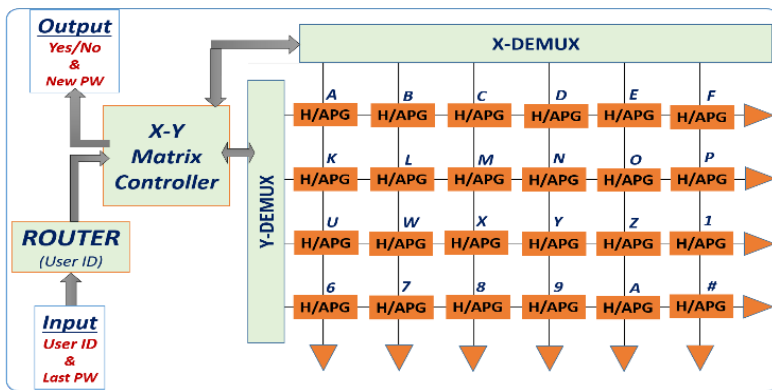 Output
Yes/No
&
New PW
X-DEMUX
X-Y
Matrix
Controller
ROUTER
(User ID)
Input
User ID
&
Last PW
Y-DEMUX
A B C D E F
H/APG H/APG H/APG H/APG H/APG H/APG
K L M N O P
H/APG H/APG H/APG H/APG H/APG H/APG
U W X Y Z 1
H/APG H/APG H/APG H/APG H/APG H/APG
6 7 8 9 A #
H/APG H/APG H/APG H/APG H/APG H/APG